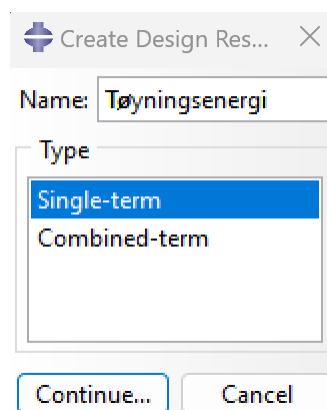 Create Design Res...
Name: Tøyningsenergi
Type
Single-term
Combined-term
Continue... Cancel